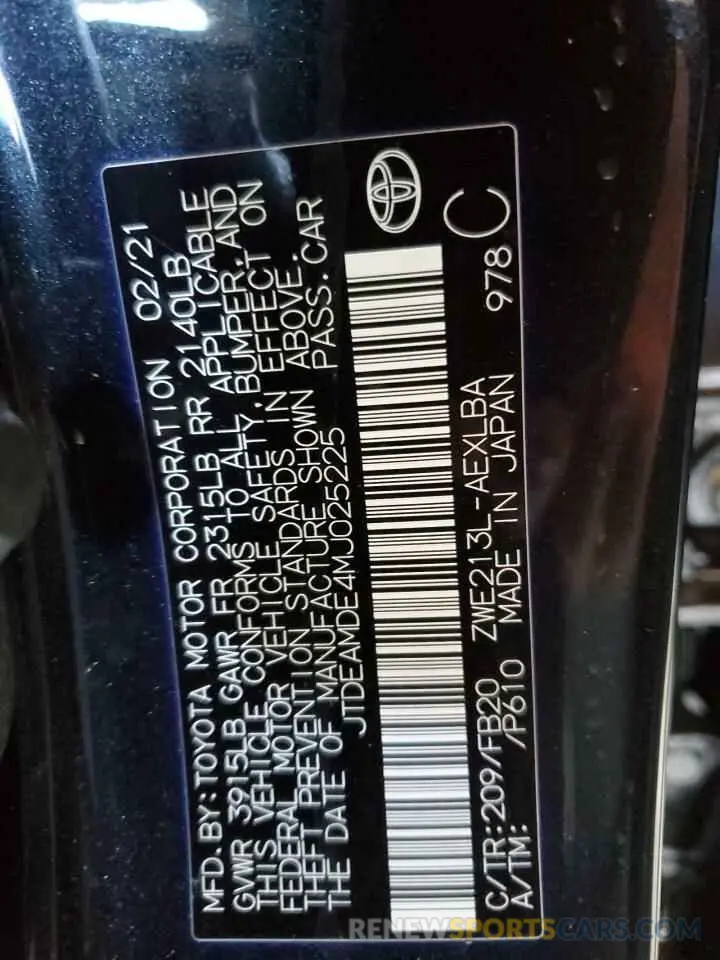 MFD. BY: TOYOTA MOTOR CORPORATION 02/21
GVWR 3915LB GAWR FR 2315LB RR 2140LB
THIS VEHICLE CONFORMS TO ALL APPLICABLE
FEDERAL MOTOR VEHICLE SAFETY, BUMPER, AND
THEFT PREVENTION STANDARDS IN EFFECT ON
THE DATE OF MANUFACTURE SHOWN ABOVE.
JTDEAMDE4MJ025225 PASS. CAR
C/TR: 209/FB20 ZWE213L-AEXLBA 978 C
A/TM: /P610 MADE IN JAPAN
RENEWSPORTSCARS.COM